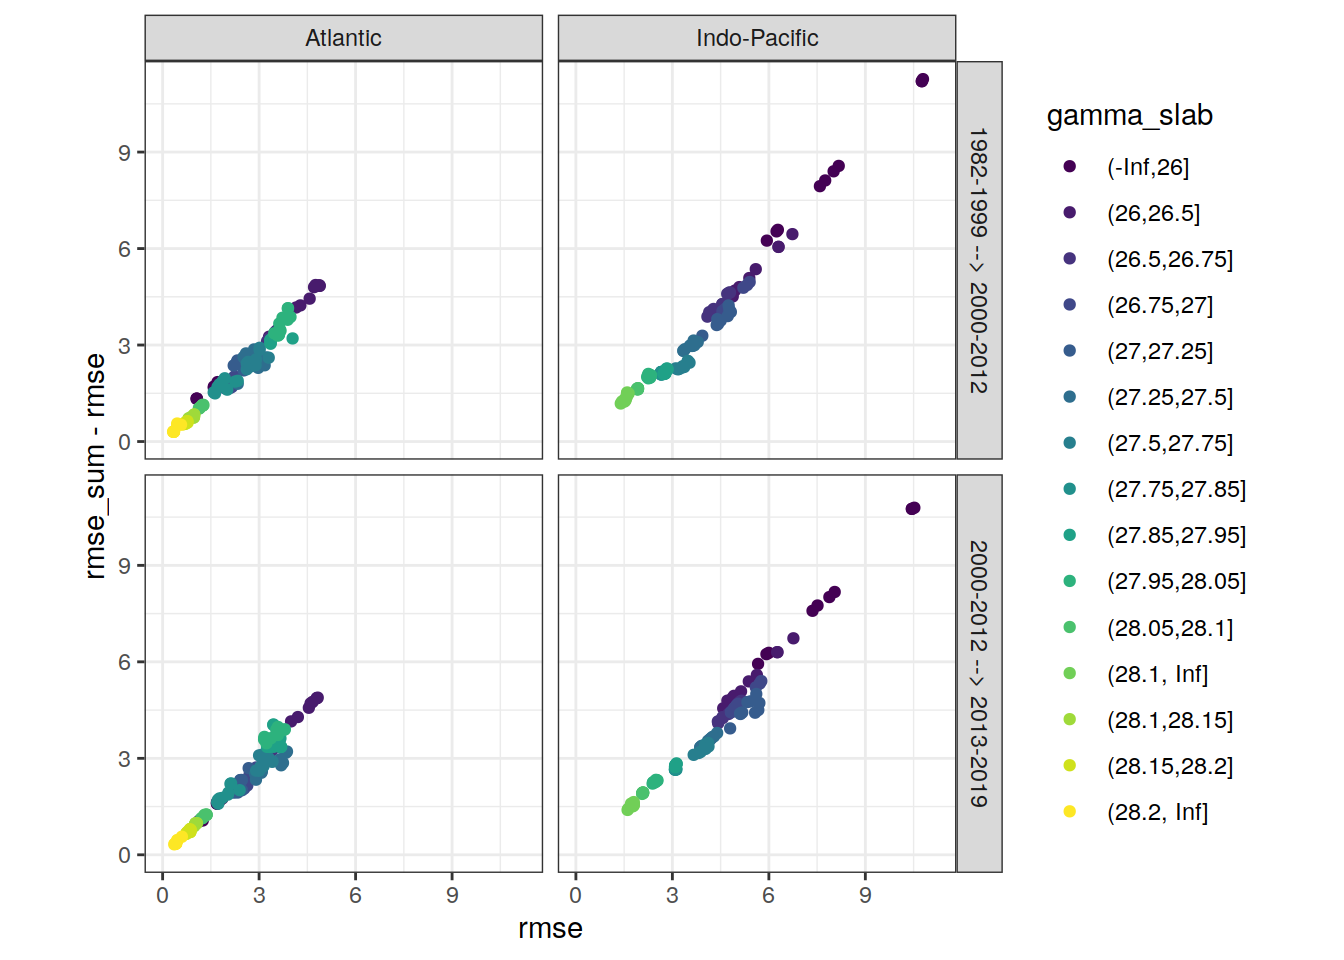 Atlantic
Indo-Pacific
1982-1999 --> 2000-2012
2000-2012 --> 2013-2019
rmse_sum - rmse
9
6
3
0
9
6
3
0
0
3
6
9
0
3
6
9
rmse
gamma_slab
(-Inf,26]
(26,26.5]
(26.5,26.75]
(26.75,27]
(27,27.25]
(27.25,27.5]
(27.5,27.75]
(27.75,27.85]
(27.85,27.95]
(27.95,28.05]
(28.05,28.1]
(28.1, Inf]
(28.1,28.15]
(28.15,28.2]
(28.2, Inf]